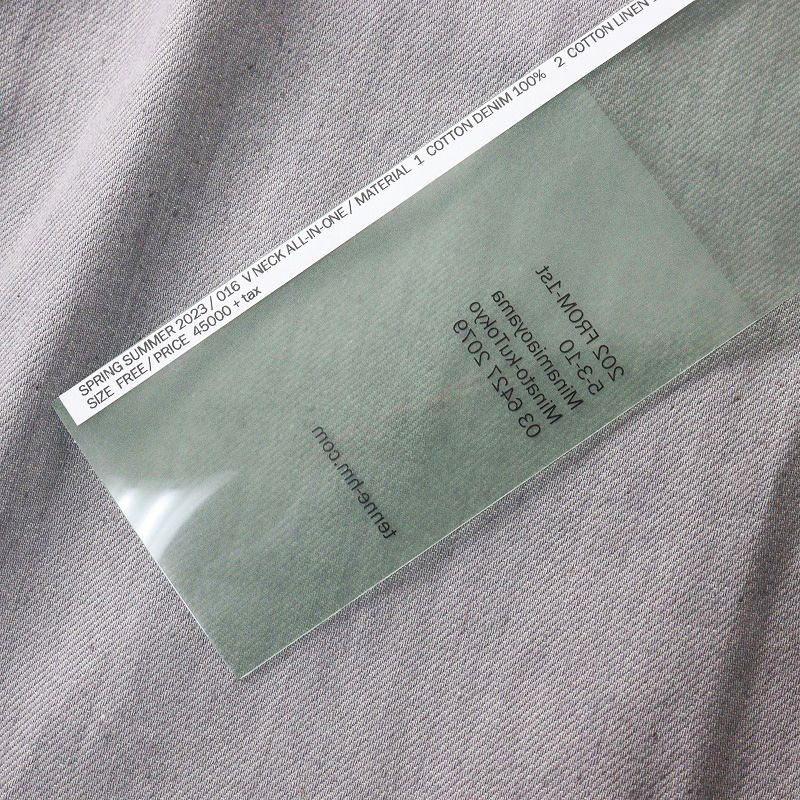 SPRING SUMMER 2023 / 016 V NECK ALL-IN-ONE / MATERIAL 1 COTTON DENIM 100% 2 COTTON LINEN
SIZE FREE / PRICE 45000 + tax
202 FROM-1st
5-3-10
Minamiaoyama
Minato-kuTokyo
03 6427 2079
tenne-hm.com